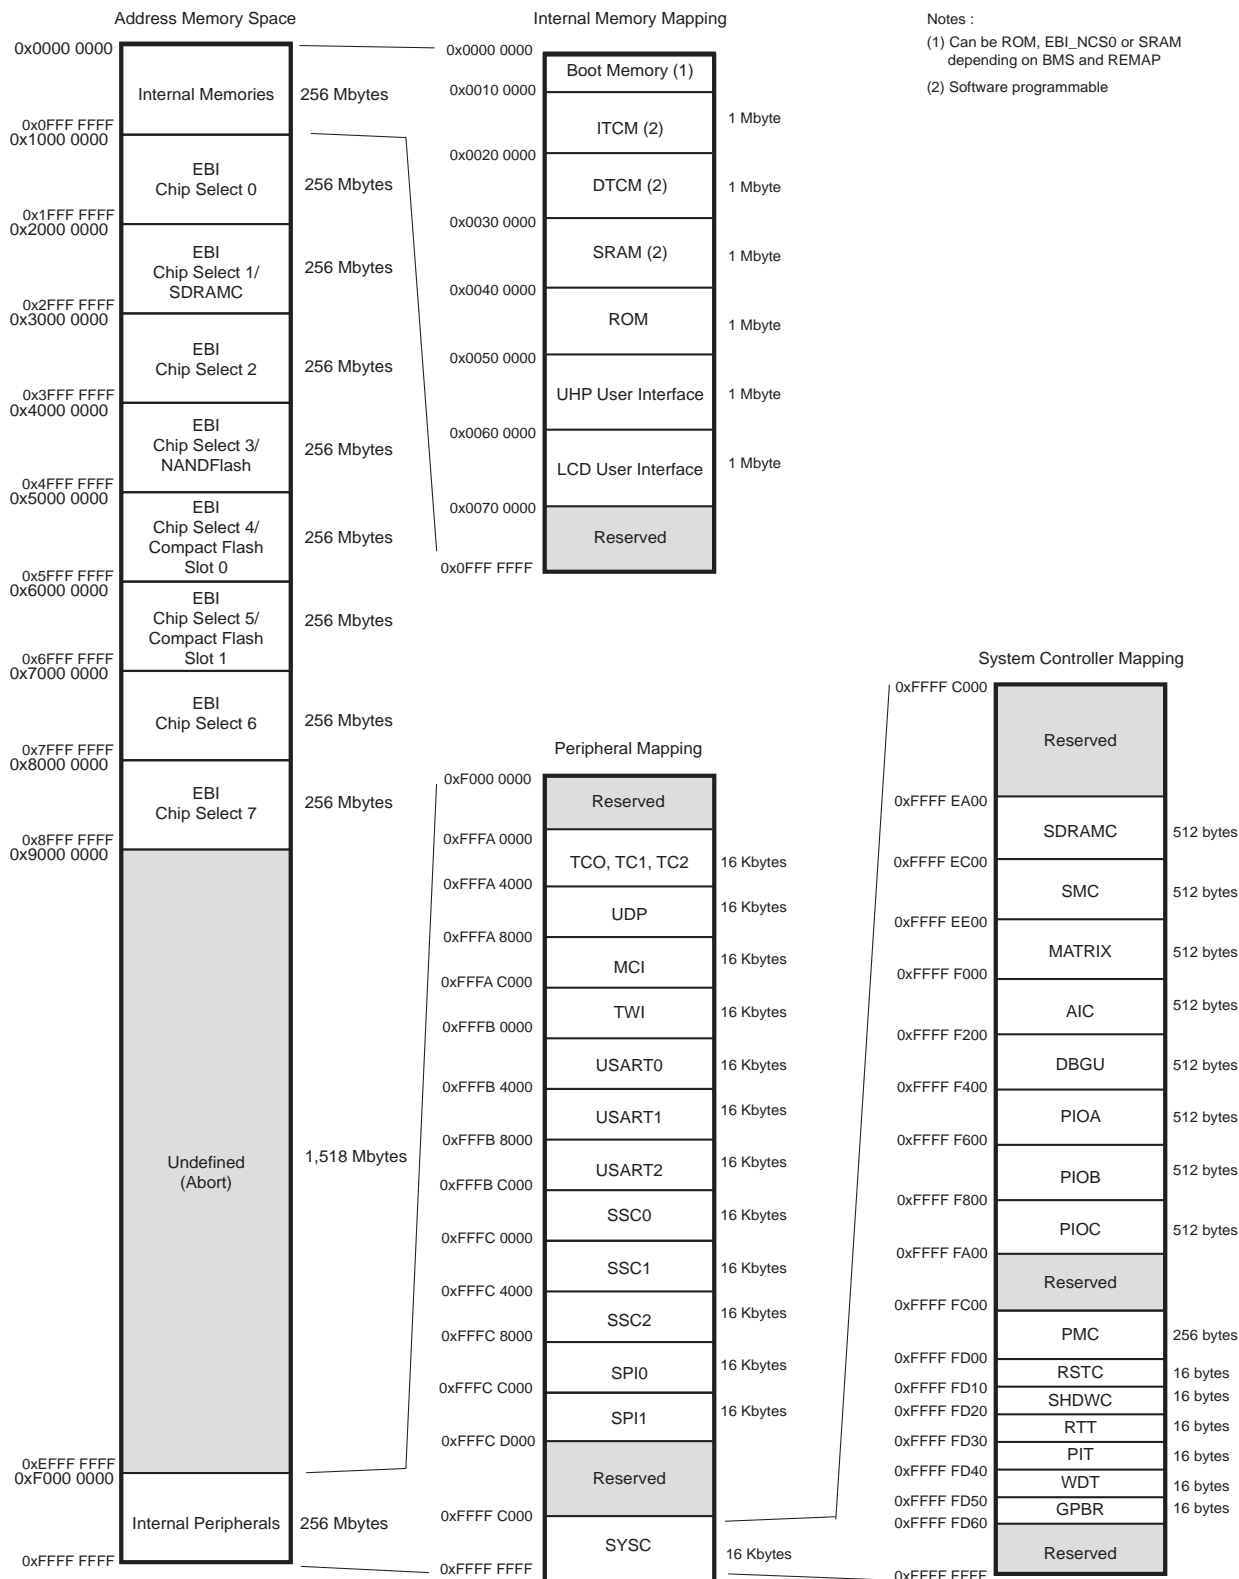 Address Memory Space
0x0000 0000
Internal Memories
256 Mbytes
0x0FFF FFFF
0x1000 0000
EBI
Chip Select 0
256 Mbytes
0x1FFF FFFF
0x2000 0000
EBI
Chip Select 1/
SDRAMC
256 Mbytes
0x2FFF FFFF
0x3000 0000
EBI
Chip Select 2
256 Mbytes
0x3FFF FFFF
0x4000 0000
EBI
Chip Select 3/
NANDFlash
256 Mbytes
0x4FFF FFFF
0x5000 0000
EBI
Chip Select 4/
Compact Flash
Slot 0
256 Mbytes
0x5FFF FFFF
0x6000 0000
EBI
Chip Select 5/
Compact Flash
Slot 1
256 Mbytes
0x6FFF FFFF
0x7000 0000
EBI
Chip Select 6
256 Mbytes
0x7FFF FFFF
0x8000 0000
EBI
Chip Select 7
256 Mbytes
0x8FFF FFFF
0x9000 0000
Undefined
(Abort)
1,518 Mbytes
0xEFFF FFFF
0xF000 0000
Internal Peripherals
256 Mbytes
0xFFFF FFFF
Internal Memory Mapping
0x0000 0000
Boot Memory (1)
0x0010 0000
ITCM (2)
1 Mbyte
0x0020 0000
DTCM (2)
1 Mbyte
0x0030 0000
SRAM (2)
1 Mbyte
0x0040 0000
ROM
1 Mbyte
0x0050 0000
UHP User Interface
1 Mbyte
0x0060 0000
LCD User Interface
1 Mbyte
0x0070 0000
Reserved
0x0FFF FFFF
Notes :
(1) Can be ROM, EBI_NCS0 or SRAM
depending on BMS and REMAP
(2) Software programmable
Peripheral Mapping
0xF000 0000
Reserved
0xFFFA 0000
TCO, TC1, TC2
16 Kbytes
0xFFFA 4000
UDP
16 Kbytes
0xFFFA 8000
MCI
16 Kbytes
0xFFFA C000
TWI
16 Kbytes
0xFFFB 0000
USART0
16 Kbytes
0xFFFB 4000
USART1
16 Kbytes
0xFFFB 8000
USART2
16 Kbytes
0xFFFB C000
SSC0
16 Kbytes
0xFFFC 0000
SSC1
16 Kbytes
0xFFFC 4000
SSC2
16 Kbytes
0xFFFC 8000
SPI0
16 Kbytes
0xFFFC C000
SPI1
16 Kbytes
0xFFFC D000
Reserved
0xFFFF C000
SYSC
16 Kbytes
0xFFFF FFFF
System Controller Mapping
0xFFFF C000
Reserved
0xFFFF EA00
SDRAMC
512 bytes
0xFFFF EC00
SMC
512 bytes
0xFFFF EE00
MATRIX
512 bytes
0xFFFF F000
AIC
512 bytes
0xFFFF F200
DBGU
512 bytes
0xFFFF F400
PIOA
512 bytes
0xFFFF F600
PIOB
512 bytes
0xFFFF F800
PIOC
512 bytes
0xFFFF FA00
Reserved
0xFFFF FC00
PMC
256 bytes
0xFFFF FD00
RSTC
16 bytes
0xFFFF FD10
SHDWC
16 bytes
0xFFFF FD20
RTT
16 bytes
0xFFFF FD30
PIT
16 bytes
0xFFFF FD40
WDT
16 bytes
0xFFFF FD50
GPBR
16 bytes
0xFFFF FD60
Reserved
0xFFFF FFFF